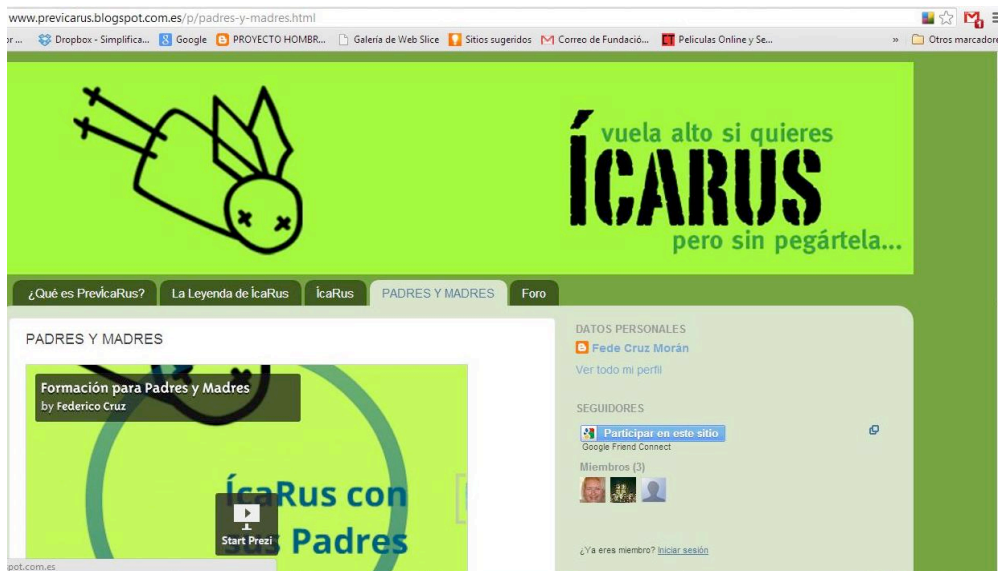 www.previcarus.blogspot.com.es/p/padres-y-madres.html
or ... Dropbox - Simplifica... Google PROYECTO HOMBR... Galería de Web Slice Sitios sugeridos Correo de Fundació... Peliculas Online y Se... » Otros marcadore
vuela alto si quieres
ÍCARUS
pero sin pegártela...
¿Qué es PrevÍcaRus? La Leyenda de ÍcaRus ÍcaRus PADRES Y MADRES Foro
PADRES Y MADRES
Formación para Padres y Madres
by Federico Cruz
ÍcaRus con
sus Padres
Start Prezi
pot.com.es
DATOS PERSONALES
Fede Cruz Morán
Ver todo mi perfil
SEGUIDORES
Participar en este sitio
Google Friend Connect
Miembros (3)
¿Ya eres miembro? Iniciar sesión